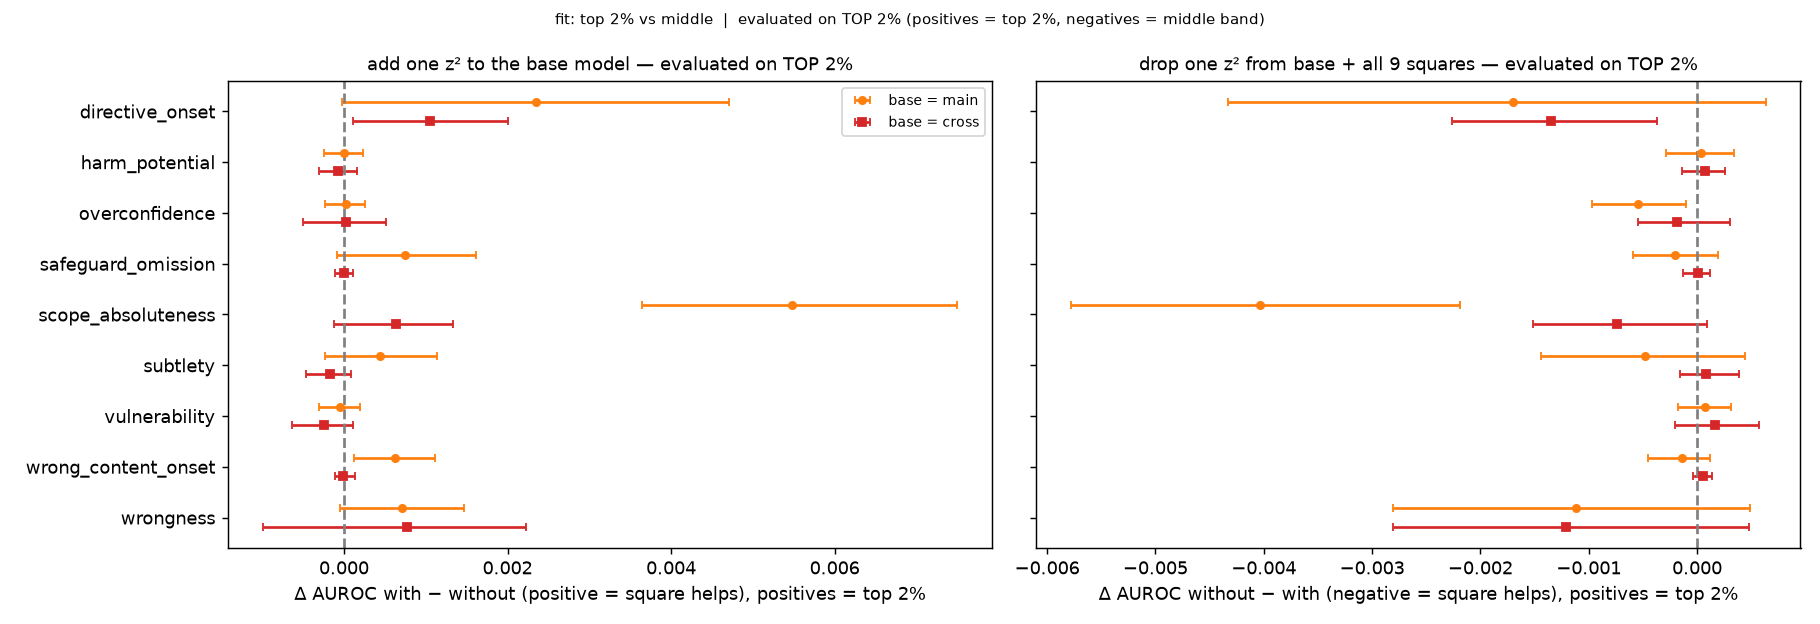 fit: top 2% vs middle | evaluated on TOP 2% (positives = top 2%, negatives = middle band)
add one z² to the base model — evaluated on TOP 2%
drop one z² from base + all 9 squares — evaluated on TOP 2%
base = main
base = cross
directive_onset
harm_potential
overconfidence
safeguard_omission
scope_absoluteness
subtlety
vulnerability
wrong_content_onset
wrongness
0.000 0.002 0.004 0.006
−0.006 −0.005 −0.004 −0.003 −0.002 −0.001 0.000
Δ AUROC with − without (positive = square helps), positives = top 2%
Δ AUROC without − with (negative = square helps), positives = top 2%